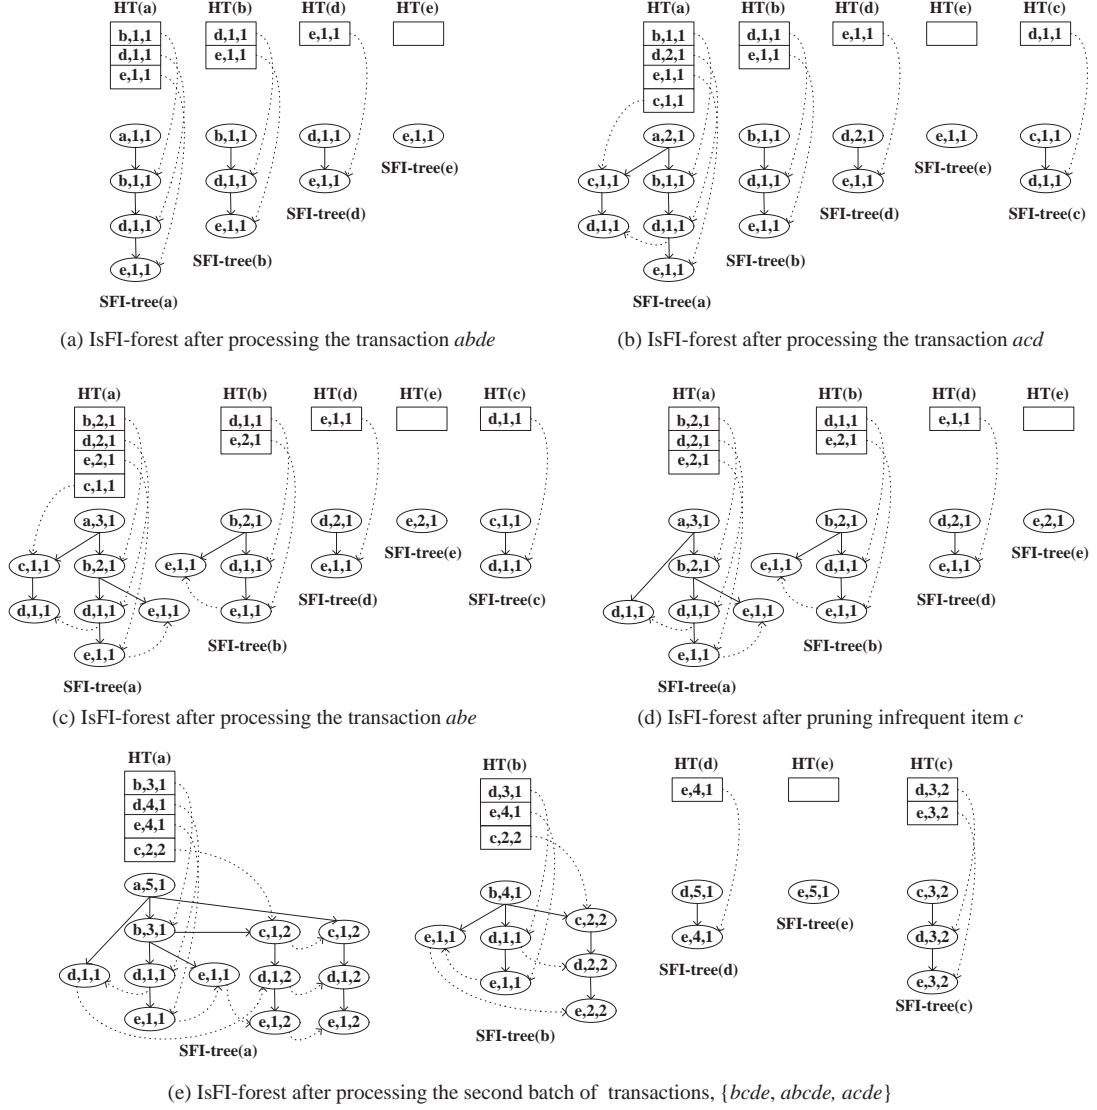 HT(a) HT(b) HT(d) HT(e) HT(a) HT(b) HT(d) HT(e) HT(c)
b,1,1 d,1,1 e,1,1 b,1,1 d,1,1 e,1,1 d,1,1
d,1,1 e,1,1 d,2,1 e,1,1
e,1,1 e,1,1
c,1,1
a,1,1 b,1,1 d,1,1 e,1,1 a,2,1 b,1,1 d,2,1 e,1,1 c,1,1
SFI-tree(e) SFI-tree(e)
b,1,1 d,1,1 e,1,1 c,1,1 b,1,1 d,1,1 e,1,1 d,1,1
SFI-tree(d) SFI-tree(d) SFI-tree(c)
d,1,1 e,1,1 d,1,1 d,1,1 e,1,1
SFI-tree(b) SFI-tree(b)
e,1,1 e,1,1
SFI-tree(a) SFI-tree(a)
(a) IsFI-forest after processing the transaction abde
(b) IsFI-forest after processing the transaction acd
HT(a) HT(b) HT(d) HT(e) HT(c) HT(a) HT(b) HT(d) HT(e)
b,2,1 d,1,1 e,1,1 d,1,1 b,2,1 d,1,1 e,1,1
d,2,1 e,2,1 d,2,1 e,2,1
e,2,1 e,2,1
c,1,1
a,3,1 b,2,1 d,2,1 e,2,1 c,1,1 a,3,1 b,2,1 d,2,1 e,2,1
SFI-tree(e) SFI-tree(e)
c,1,1 b,2,1 e,1,1 d,1,1 e,1,1 d,1,1 b,2,1 e,1,1 d,1,1 e,1,1
SFI-tree(d) SFI-tree(c) SFI-tree(d)
d,1,1 d,1,1 e,1,1 e,1,1 d,1,1 d,1,1 e,1,1 e,1,1
SFI-tree(b) SFI-tree(b)
e,1,1 e,1,1
SFI-tree(a) SFI-tree(a)
(c) IsFI-forest after processing the transaction abe
(d) IsFI-forest after pruning infrequent item c
HT(a) HT(b) HT(d) HT(e) HT(c)
b,3,1 d,3,1 e,4,1 d,3,2
d,4,1 e,4,1 e,3,2
e,4,1 c,2,2
c,2,2
a,5,1 b,4,1 d,5,1 e,5,1 c,3,2
SFI-tree(e)
b,3,1 c,1,2 c,1,2 e,1,1 d,1,1 c,2,2 e,4,1 d,3,2
SFI-tree(d)
d,1,1 d,1,1 e,1,1 d,1,2 d,1,2 e,1,1 d,2,2 e,3,2
SFI-tree(c)
e,1,1 e,1,2 e,1,2 e,2,2
SFI-tree(b)
SFI-tree(a)
(e) IsFI-forest after processing the second batch of transactions, {bcde, abcde, acde}